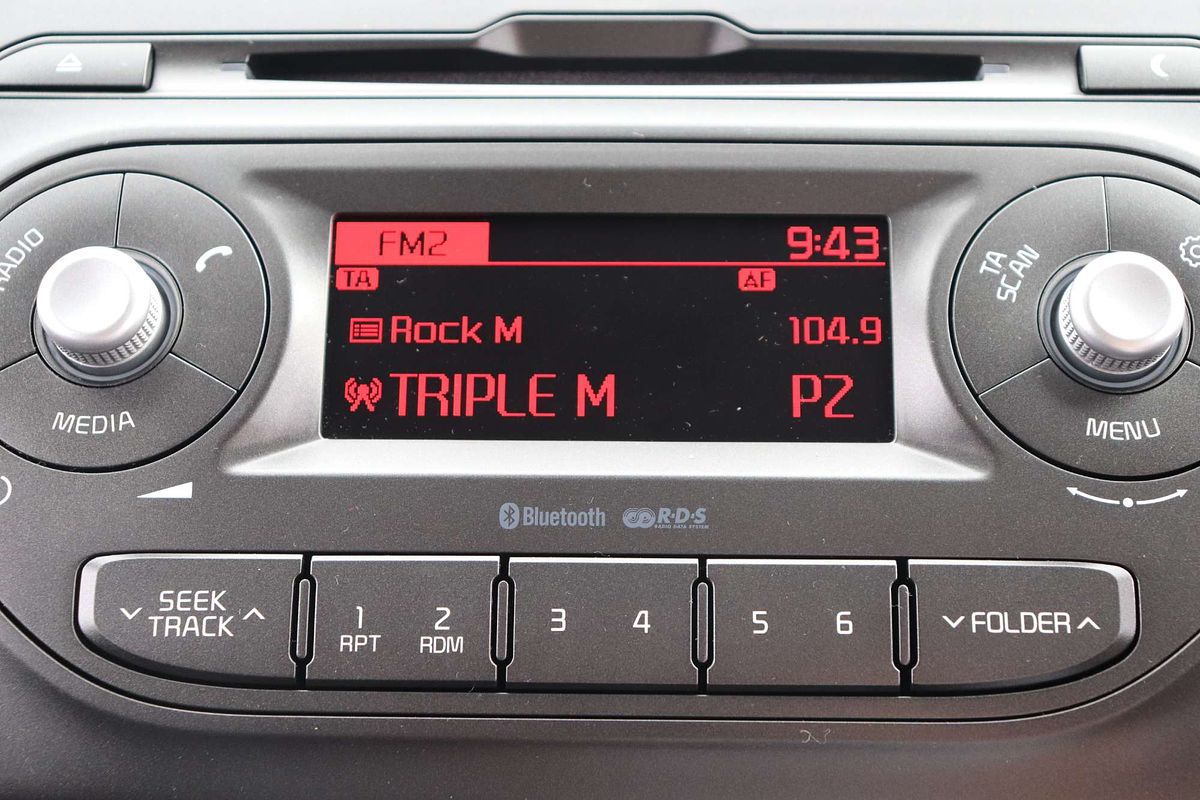 FM2 9:43
TA AF
Rock M 104.9
TRIPLE M P2
RADIO
MEDIA
TA
SCAN
MENU
Bluetooth R·D·S
RADIO DATA SYSTEM
SEEK
TRACK
1 2 3 4 5 6
RPT RDM
FOLDER